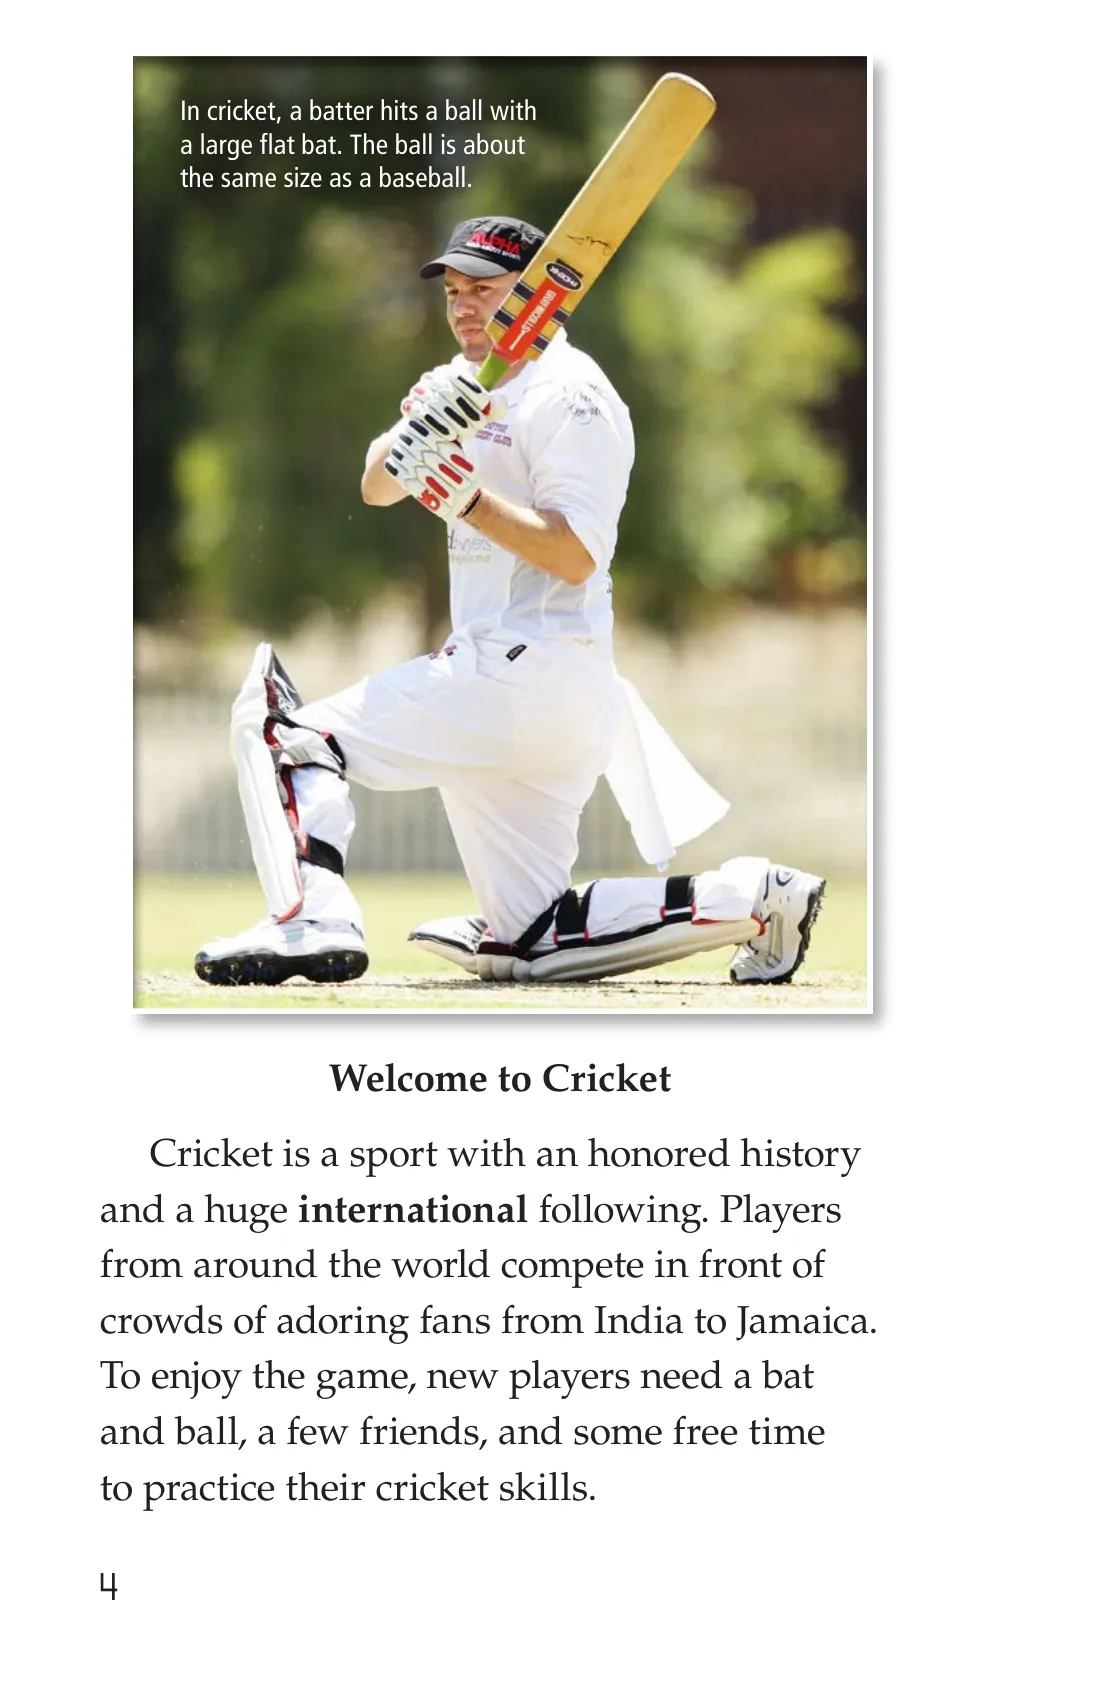 In cricket, a batter hits a ball with
a large flat bat. The ball is about
the same size as a baseball.
ALPHA
GRAY NICOLLS
Welcome to Cricket
Cricket is a sport with an honored history
and a huge international following. Players
from around the world compete in front of
crowds of adoring fans from India to Jamaica.
To enjoy the game, new players need a bat
and ball, a few friends, and some free time
to practice their cricket skills.
4